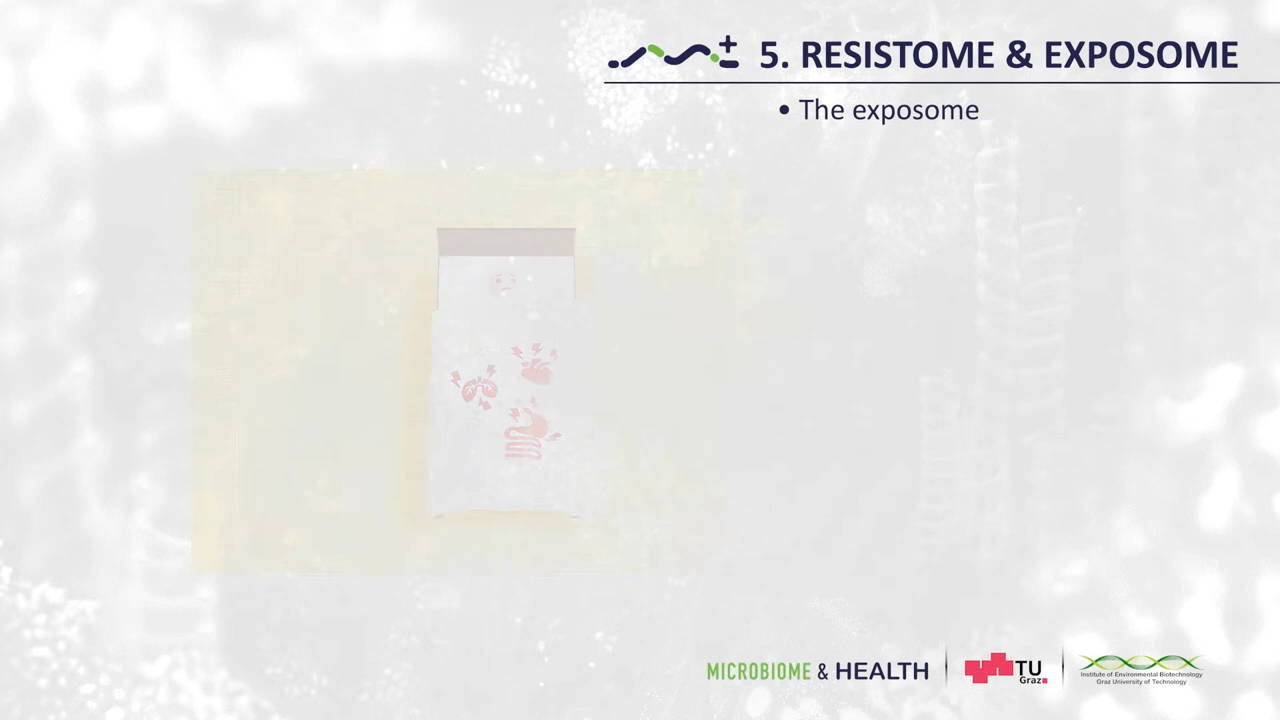 5. RESISTOME & EXPOSOME
• The exposome
MICROBIOME & HEALTH
TU
Graz
Institute of Environmental Biotechnology
Graz University of Technology